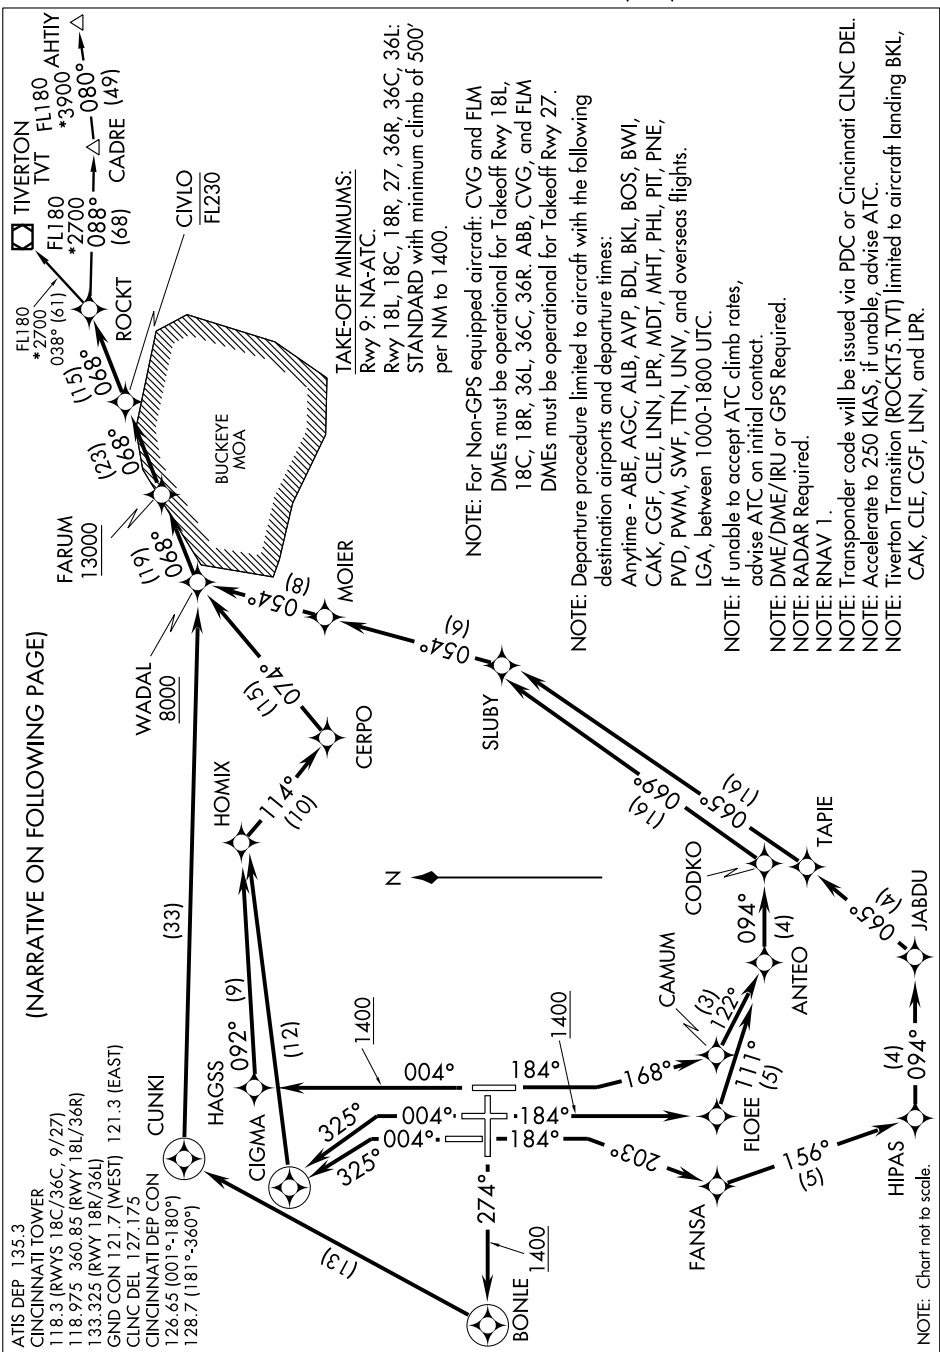 (NARRATIVE ON FOLLOWING PAGE)
ATIS DEP 135.3
CINCINNATI TOWER
118.3 (RWYS 18C/36C, 9/27)
118.975 360.85 (RWY 18L/36R)
133.325 (RWY 18R/36L)
GND CON 121.7 (WEST) 121.3 (EAST)
CLNC DEL 127.175
CINCINNATI DEP CON
126.65 (001°-180°)
128.7 (181°-360°)
TIVERTON
TVT
FL180
*2700
038° (61)
FL180
*2700
088°
(68)
CADRE
FL180
*3900
080°
(49)
AHTIY
ROCKT
CIVLO
FL230
(15)
068°
(23)
068°
FARUM
13000
(19)
068°
BUCKEYE
MOA
WADAL
8000
(33)
CUNKI
(13)
BONLE
1400
274°
HAGSS
092°
(9)
CIGMA
(12)
HOMIX
114°
(10)
CERPO
(15)
074°
MOIER
054°
(8)
054°
(6)
SLUBY
N
325°
325°
004°
004°
004°
1400
184°
184°
184°
1400
168°
CAMUM
(3)
122°
FLOEE
111°
(5)
ANTEO
094°
(4)
CODKO
069°
(16)
065°
(16)
TAPIE
065°
(4)
JABDU
094°
(4)
HIPAS
156°
(5)
203°
FANSA
TAKE-OFF MINIMUMS:
Rwy 9: NA-ATC.
Rwy 18L, 18C, 18R, 27, 36R, 36C, 36L:
STANDARD with minimum climb of 500'
per NM to 1400.
NOTE: For Non-GPS equipped aircraft: CVG and FLM
DMEs must be operational for Takeoff Rwy 18L,
18C, 18R, 36L, 36C, 36R. ABB, CVG, and FLM
DMEs must be operational for Takeoff Rwy 27.
NOTE: Departure procedure limited to aircraft with the following
destination airports and departure times:
Anytime - ABE, AGC, ALB, AVP, BDL, BKL, BOS, BWI,
CAK, CGF, CLE, LNN, LPR, MDT, MHT, PHL, PIT, PNE,
PVD, PWM, SWF, TTN, UNV, and overseas flights.
LGA, between 1000-1800 UTC.
NOTE: If unable to accept ATC climb rates,
advise ATC on initial contact.
NOTE: DME/DME/IRU or GPS Required.
NOTE: RADAR Required.
NOTE: RNAV 1.
NOTE: Transponder code will be issued via PDC or Cincinnati CLNC DEL.
NOTE: Accelerate to 250 KIAS, if unable, advise ATC.
NOTE: Tiverton Transition (ROCKT5.TVT) limited to aircraft landing BKL,
CAK, CLE, CGF, LNN, and LPR.
NOTE: Chart not to scale.